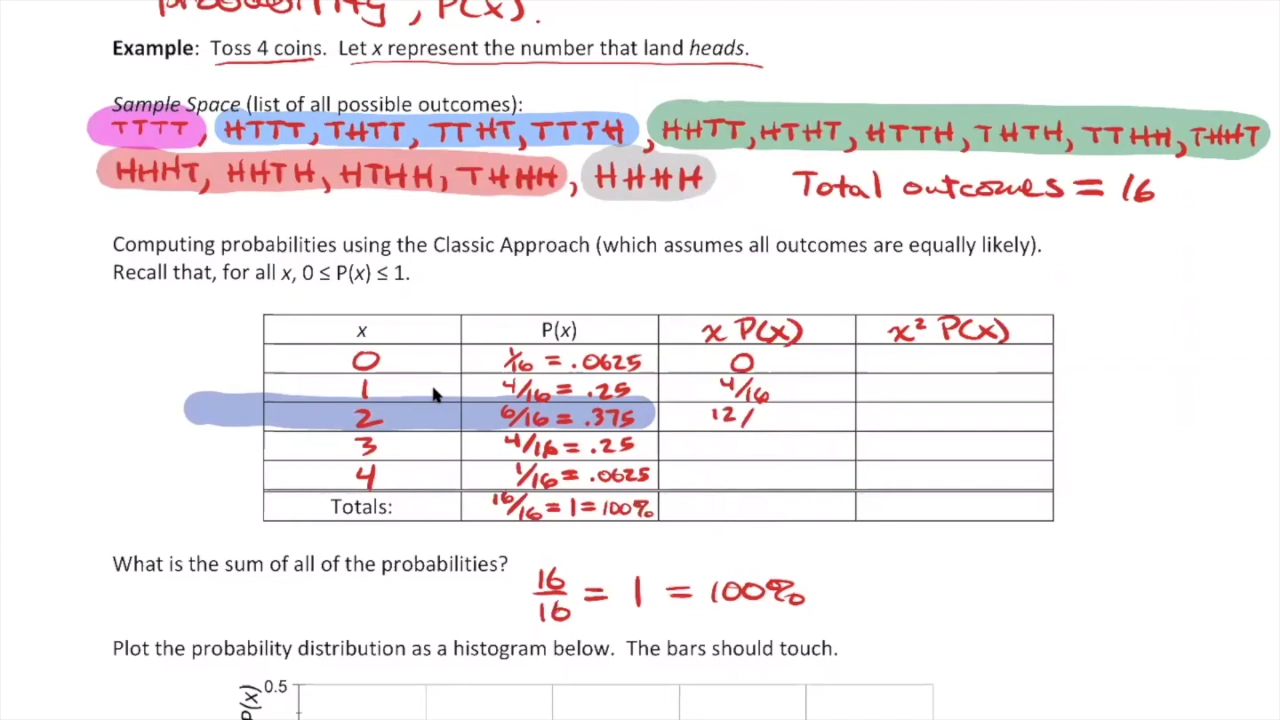 probability, P(x).
Example: Toss 4 coins. Let x represent the number that land heads.
Sample Space (list of all possible outcomes):
TTTT, HTTT, THTT, TTHT, TTTH, HHTT, HTHT, HTTH, THTH, TTHH, THHT
HHHT, HHTH, HTHH, THHH, HHHH Total outcomes = 16
Computing probabilities using the Classic Approach (which assumes all outcomes are equally likely).
Recall that, for all x, 0 ≤ P(x) ≤ 1.
x P(x) x P(x) x² P(x)
0 1/16 = .0625 0
1 4/16 = .25 4/16
2 6/16 = .375 12/
3 4/16 = .25
4 1/16 = .0625
Totals: 16/16 = 1 = 100%
What is the sum of all of the probabilities?
16/16 = 1 = 100%
Plot the probability distribution as a histogram below. The bars should touch.
P(x) 0.5